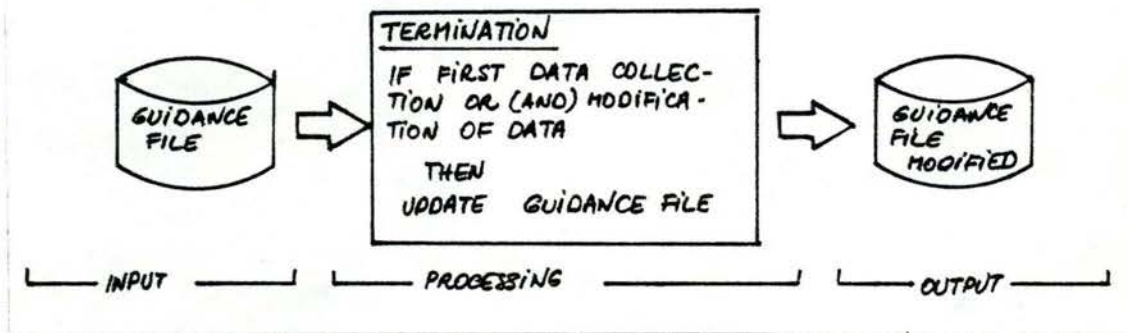 GUIDANCE
FILE
TERMINATION
IF FIRST DATA COLLEC-
TION OR (AND) MODIFICA-
TION OF DATA
THEN
UPDATE GUIDANCE FILE
GUIDANCE
FILE
MODIFIED
INPUT
PROCESSING
OUTPUT